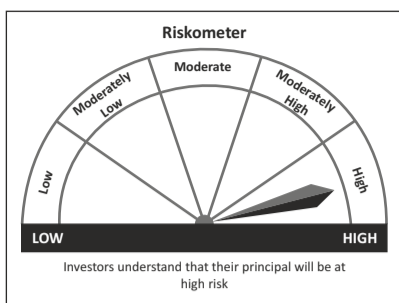 Riskometer
Moderate
Moderately
Low
Moderately
High
Low
High
LOW
HIGH
Investors understand that their principal will be at
high risk